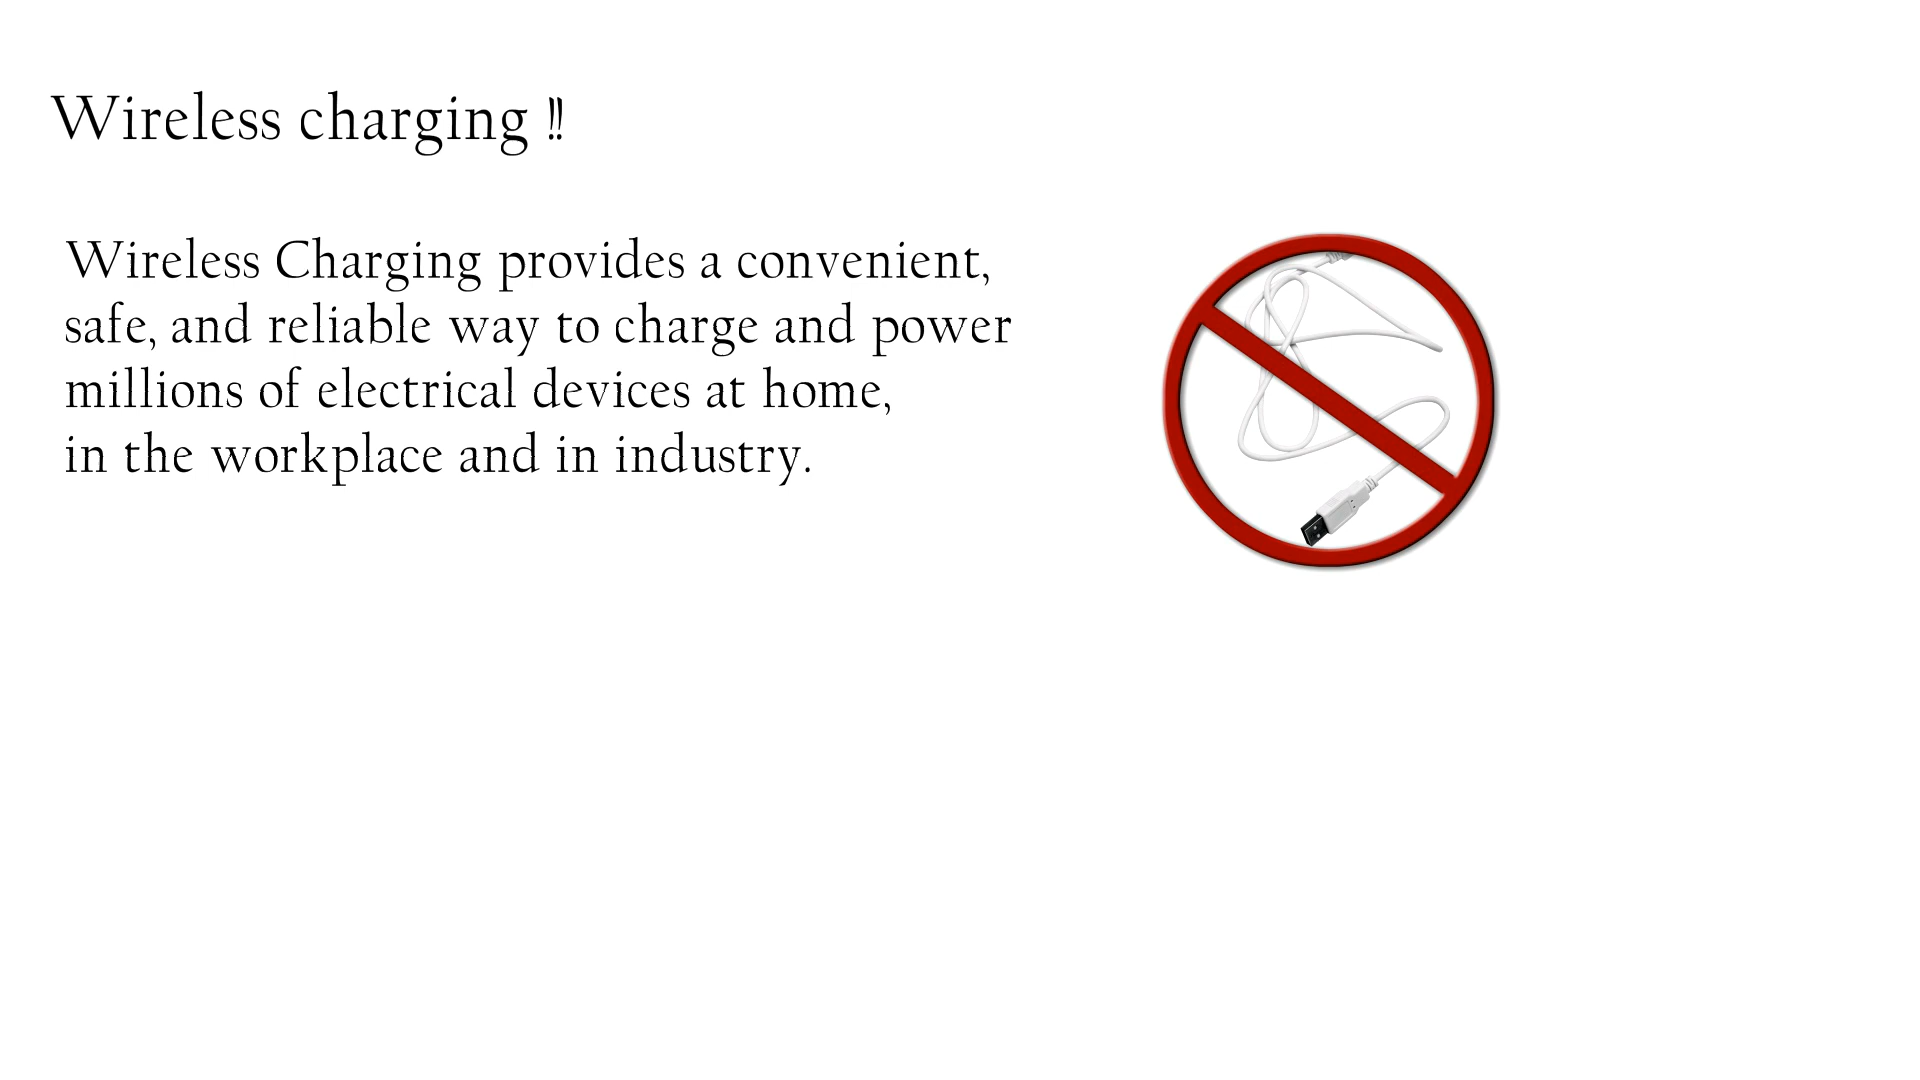 Wireless charging !!
Wireless Charging provides a convenient,
safe, and reliable way to charge and power
millions of electrical devices at home,
in the workplace and in industry.